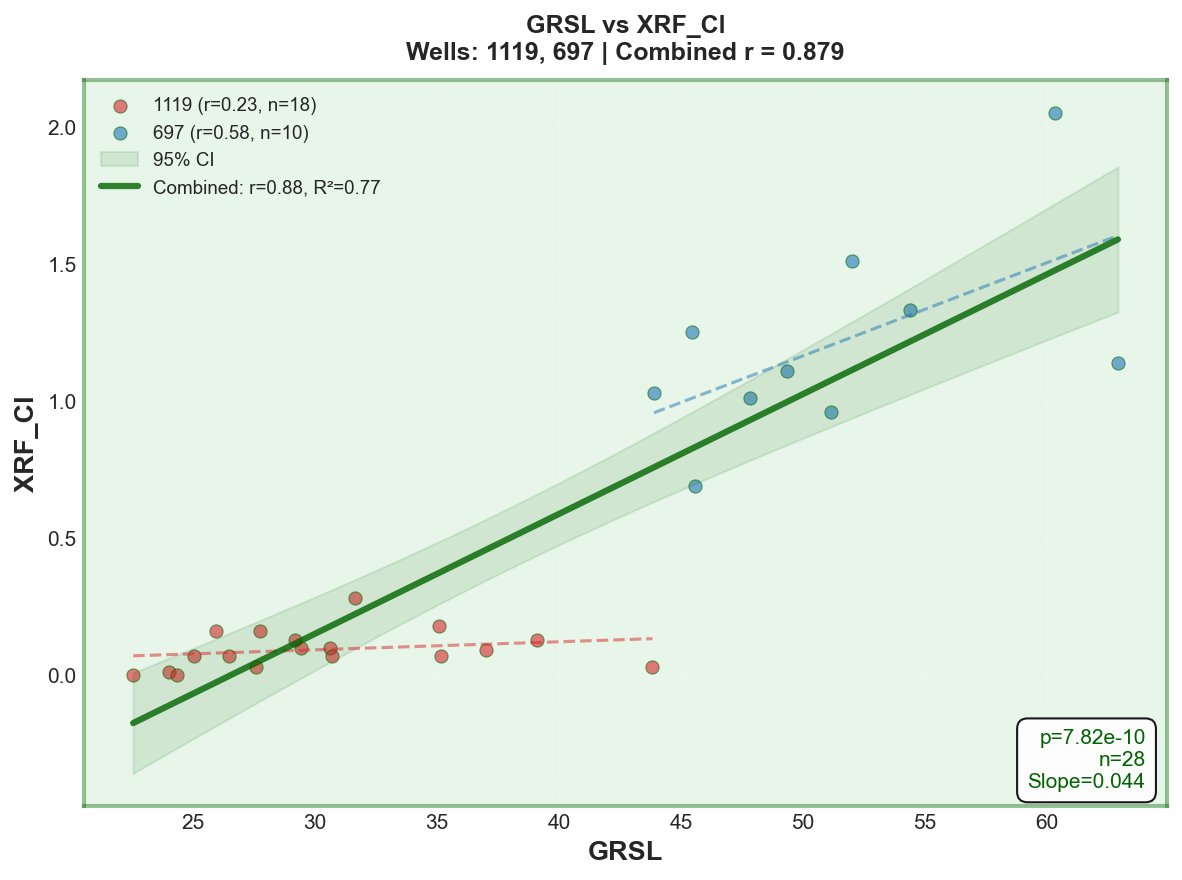 GRSL vs XRF_Cl
Wells: 1119, 697 | Combined r = 0.879
1119 (r=0.23, n=18)
697 (r=0.58, n=10)
95% CI
Combined: r=0.88, R²=0.77
XRF_Cl
2.0
1.5
1.0
0.5
0.0
p=7.82e-10
n=28
Slope=0.044
25 30 35 40 45 50 55 60
GRSL